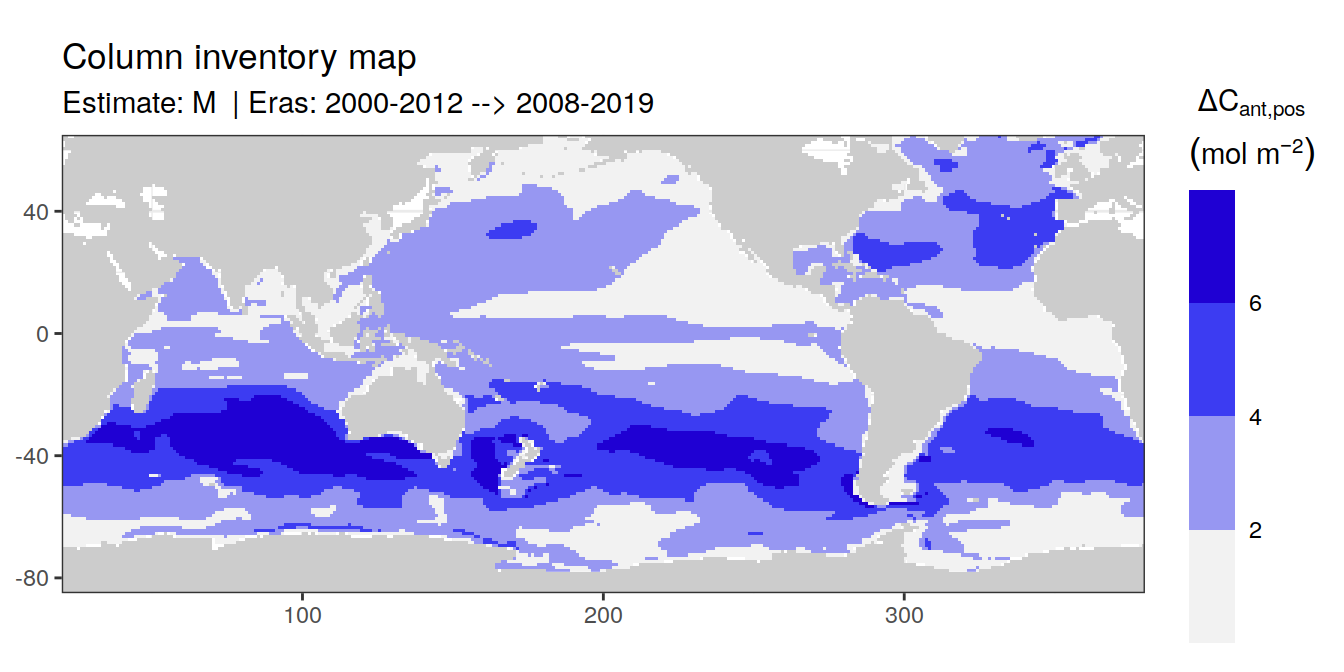 Column inventory map
Estimate: M | Eras: 2000-2012 --> 2008-2019
ΔCant,pos
(mol m−2)
40
0
-40
-80
100
200
300
6
4
2